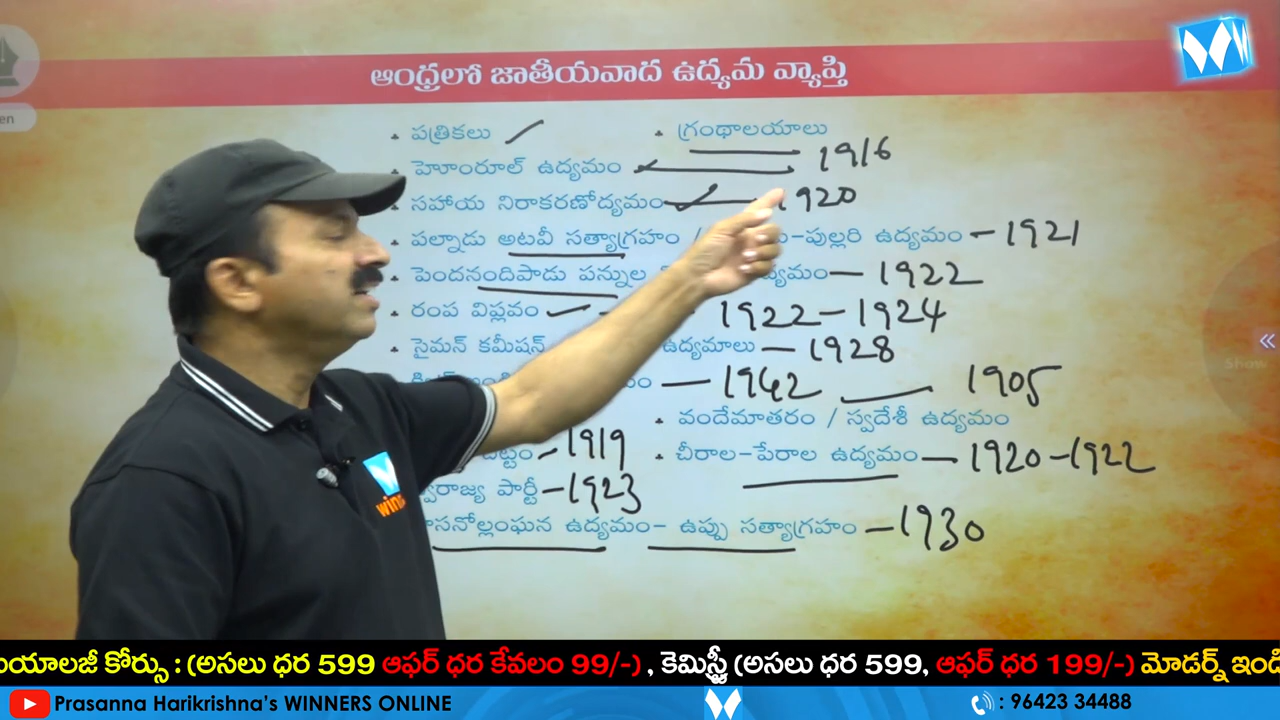 ఆంధ్రలో జాతీయవాద ఉద్యమ వ్యాప్తి
en
• పత్రికలు • గ్రంథాలయాలు
• హెూంరూల్ ఉద్యమం 1916
• సహాయ నిరాకరణోద్యమం 1920
• పల్నాడు అటవీ సత్యాగ్రహం / -పుల్లరి ఉద్యమం - 1921
• పెందనందిపాడు పన్నుల - 1922
• రంప విప్లవం - 1922-1924
• సైమన్ కమీషన్ ఉద్యమాలు - 1928
- 1942 1905
• వందేమాతరం / స్వదేశీ ఉద్యమం
- 1919 • చీరాల-పేరాల ఉద్యమం - 1920-1922
స్వరాజ్య పార్టీ - 1923
ఉద్యమం- ఉప్పు సత్యాగ్రహం - 1930
Show
కోర్సు : (అసలు ధర 599 ఆఫర్ ధర కేవలం 99/-) , కెమిస్ట్రీ (అసలు ధర 599, ఆఫర్ ధర 199/-) మోడర్న్
Prasanna Harikrishna's WINNERS ONLINE : 96423 34488